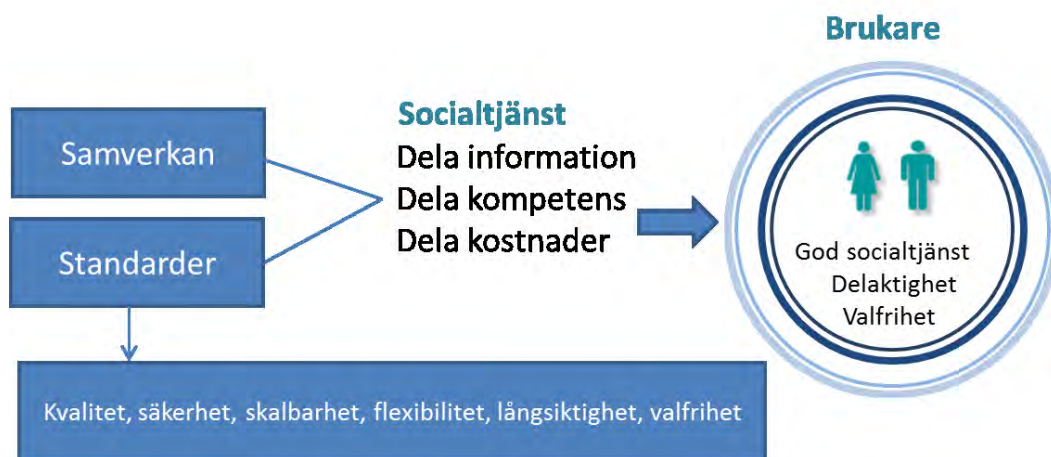 Brukare
Samverkan
Standarder
Socialtjänst
Dela information
Dela kompetens
Dela kostnader
God socialtjänst
Delaktighet
Valfrihet
Kvalitet, säkerhet, skalbarhet, flexibilitet, långsiktighet, valfrihet